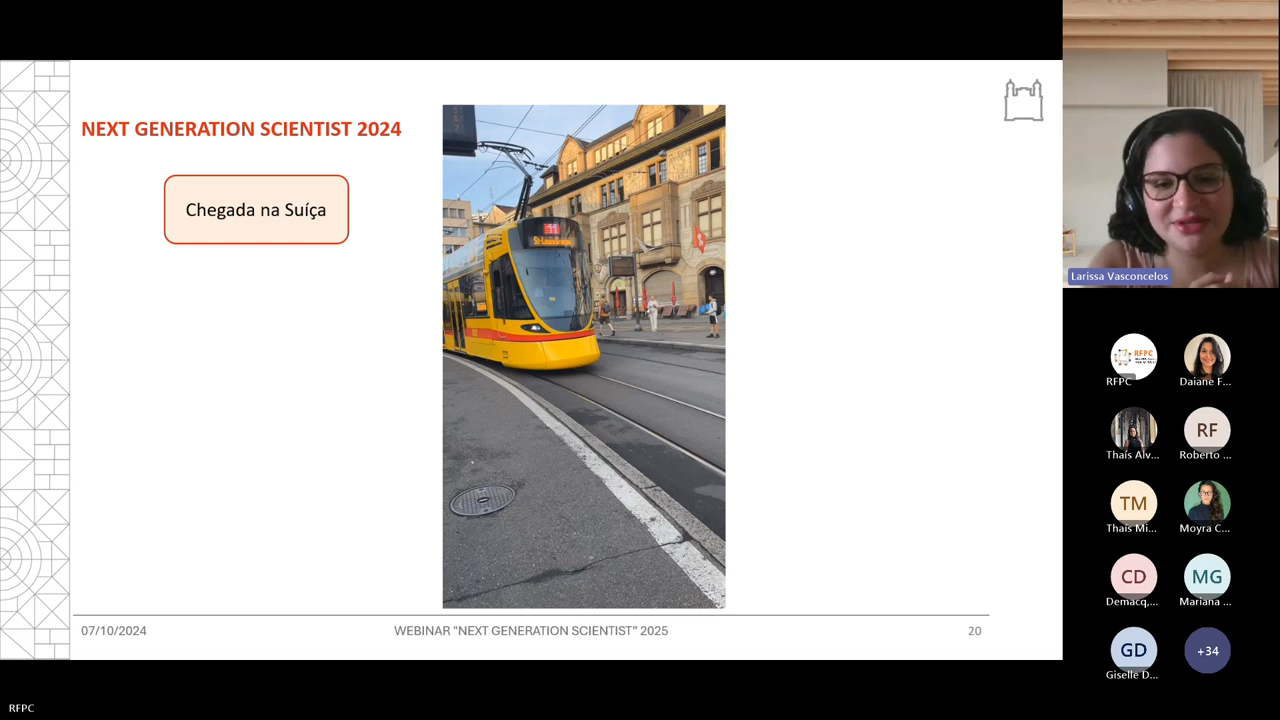 NEXT GENERATION SCIENTIST 2024
Chegada na Suíça
07/10/2024
WEBINAR "NEXT GENERATION SCIENTIST" 2025
20
Larissa Vasconcelos
RFPC
RFPC
Daiane F...
Thaís Alv...
RF
Roberto ...
TM
Thais Mi...
Moyra C...
CD
Demacq,...
MG
Mariana ...
GD
Giselle D...
+34
RFPC